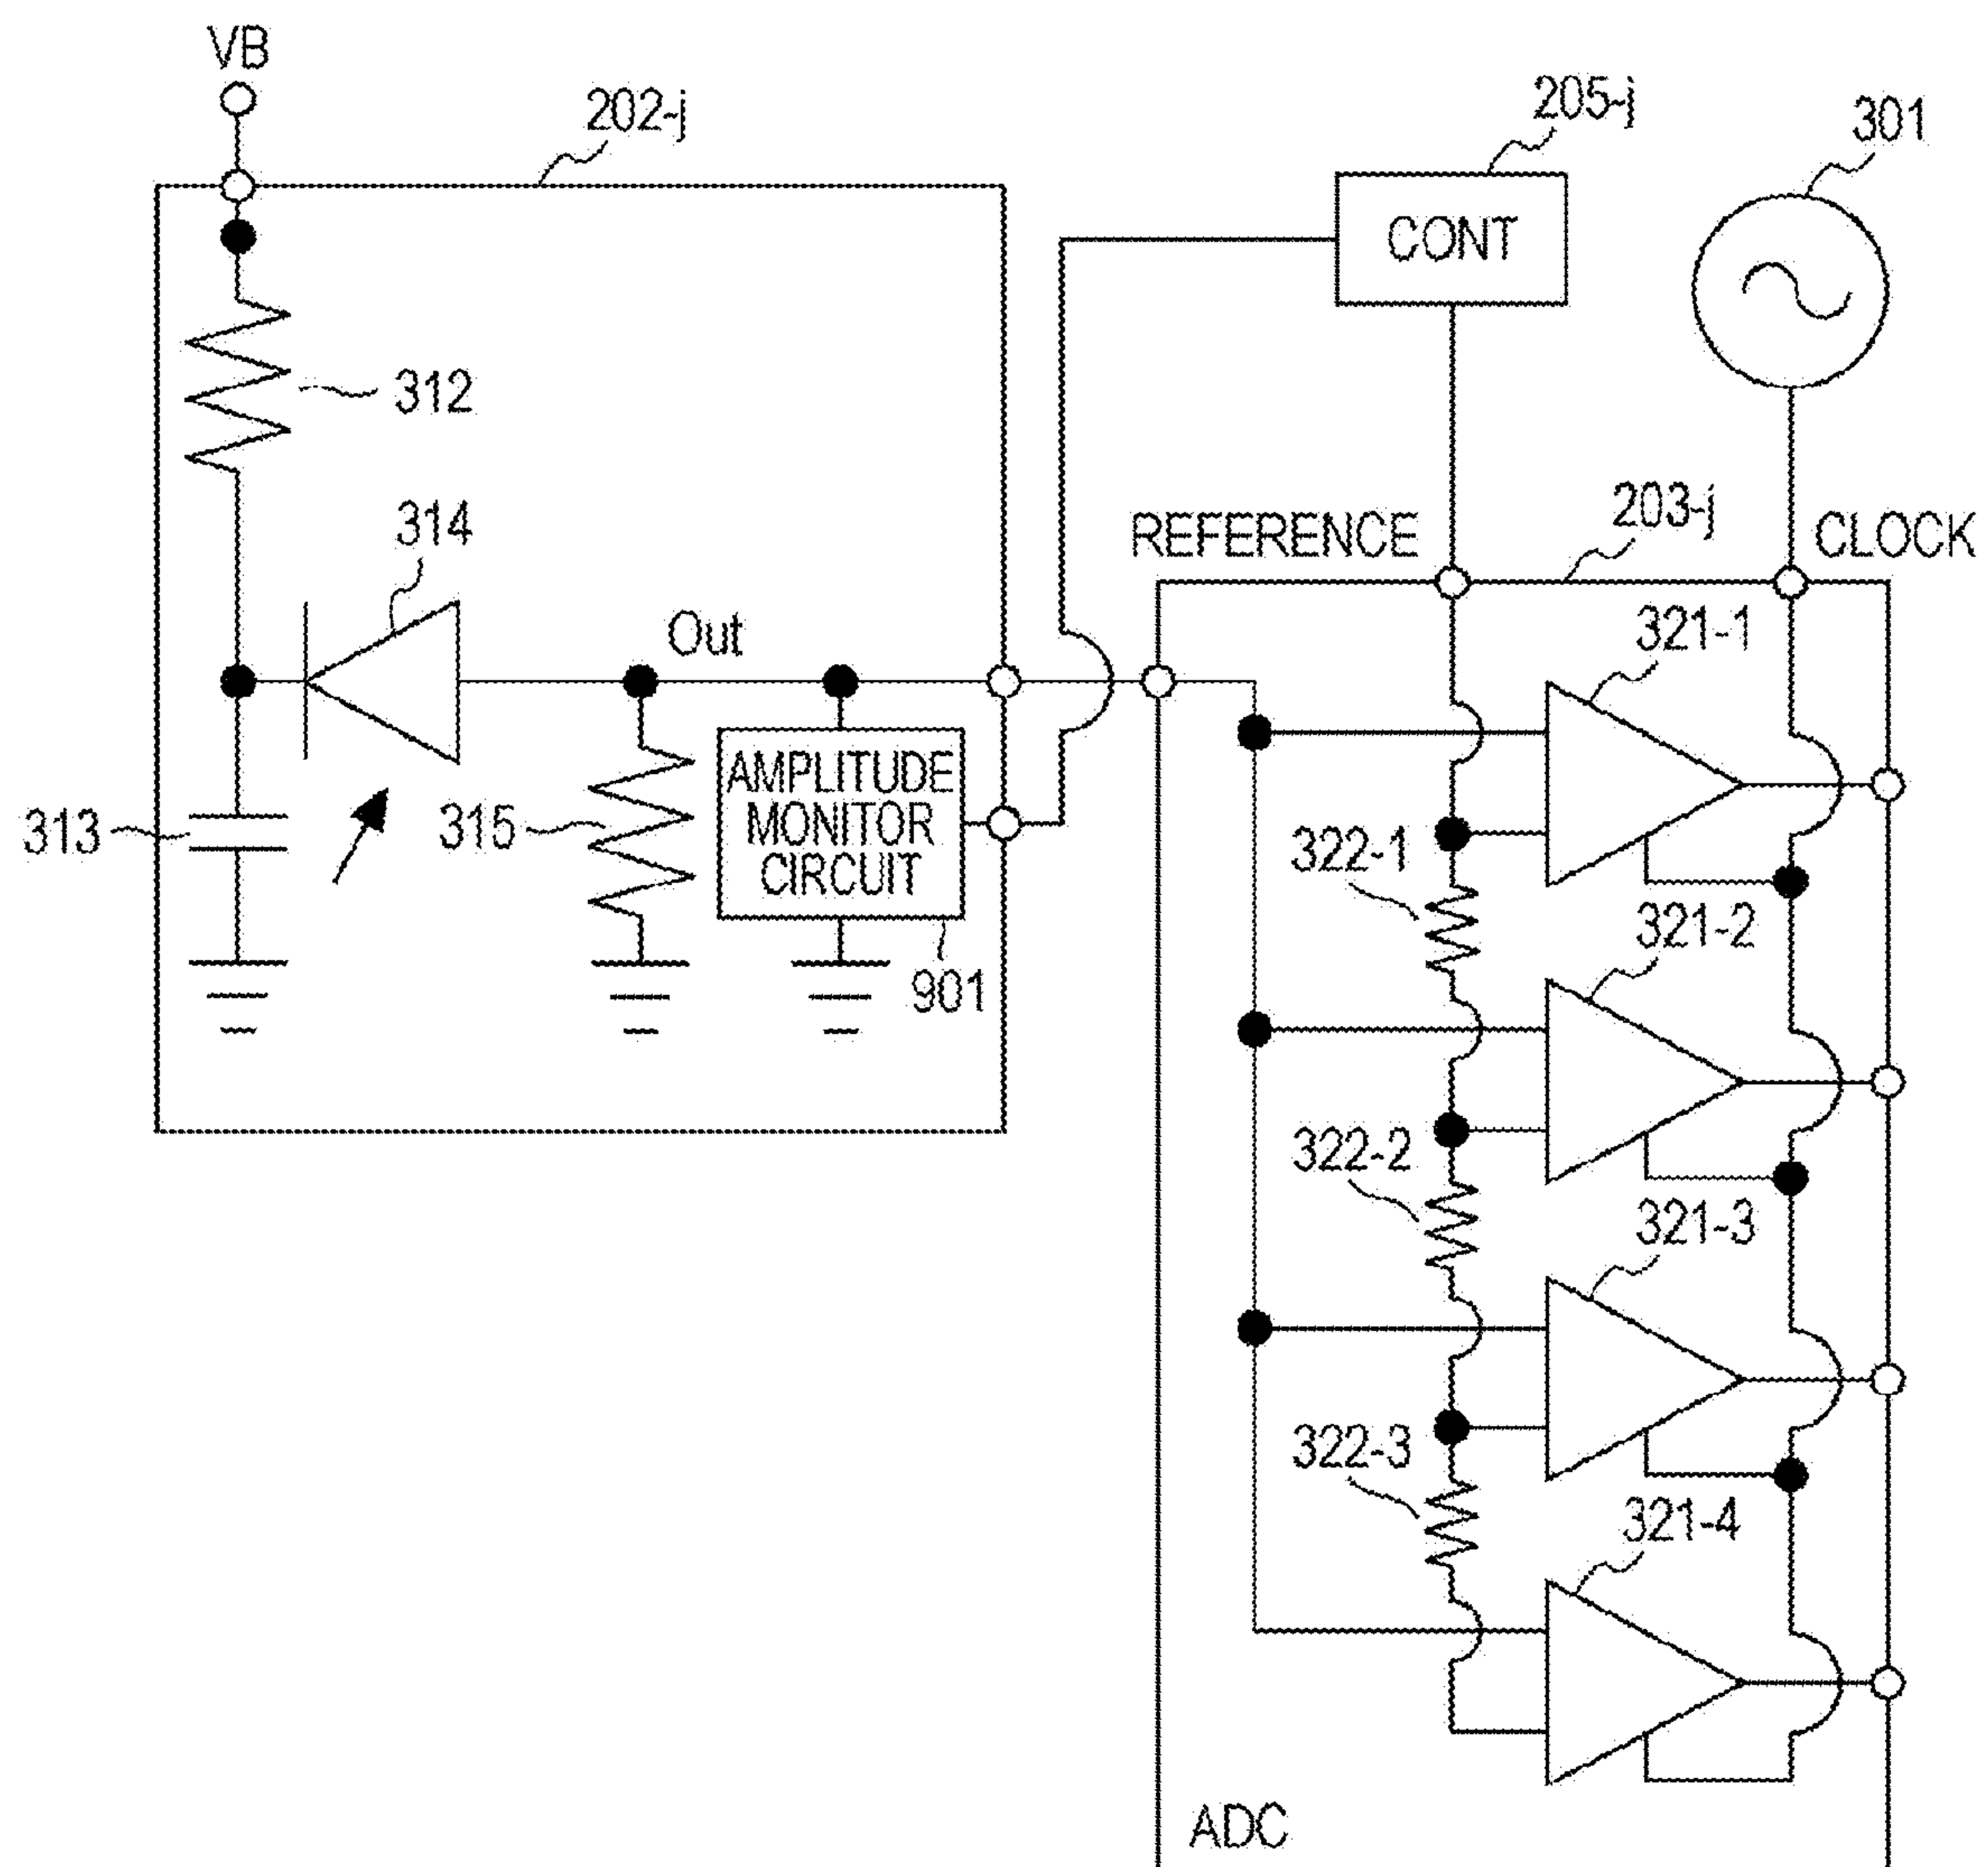 VB
202-j
205-j
301
CONT
312
314
REFERENCE
203-j
CLOCK
Out
321-1
AMPLITUDE
MONITOR
CIRCUIT
313
315
322-1
321-2
901
322-2
321-3
322-3
321-4
ADC